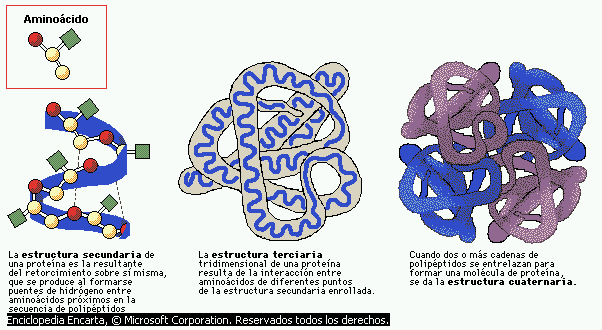 Aminoácido
La estructura secundaria de
una proteína es la resultante
del retorcimiento sobre sí misma,
que se produce al formarse
puentes de hidrógeno entre
aminoácidos próximos en la
secuencia de polipéptidos
La estructura terciaria
tridimensional de una proteína
resulta de la interacción entre
aminoácidos de diferentes puntos
de la estructura secundaria enrollada.
Cuando dos o más cadenas de
polipéptidos se entrelazan para
formar una molécula de proteína,
se da la estructura cuaternaria.
Enciclopedia Encarta, © Microsoft Corporation. Reservados todos los derechos.